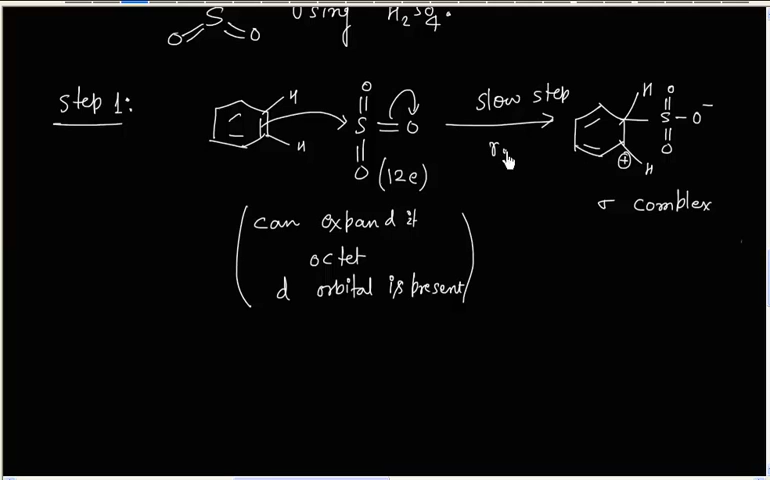 S
O O using H₂SO₄.
Step 1:
H
H
O
S = O
O (12e)
slow step
r
H O
S - O⁻
O
⊕ H
σ complex
(can expand it
octet
d orbital is present)